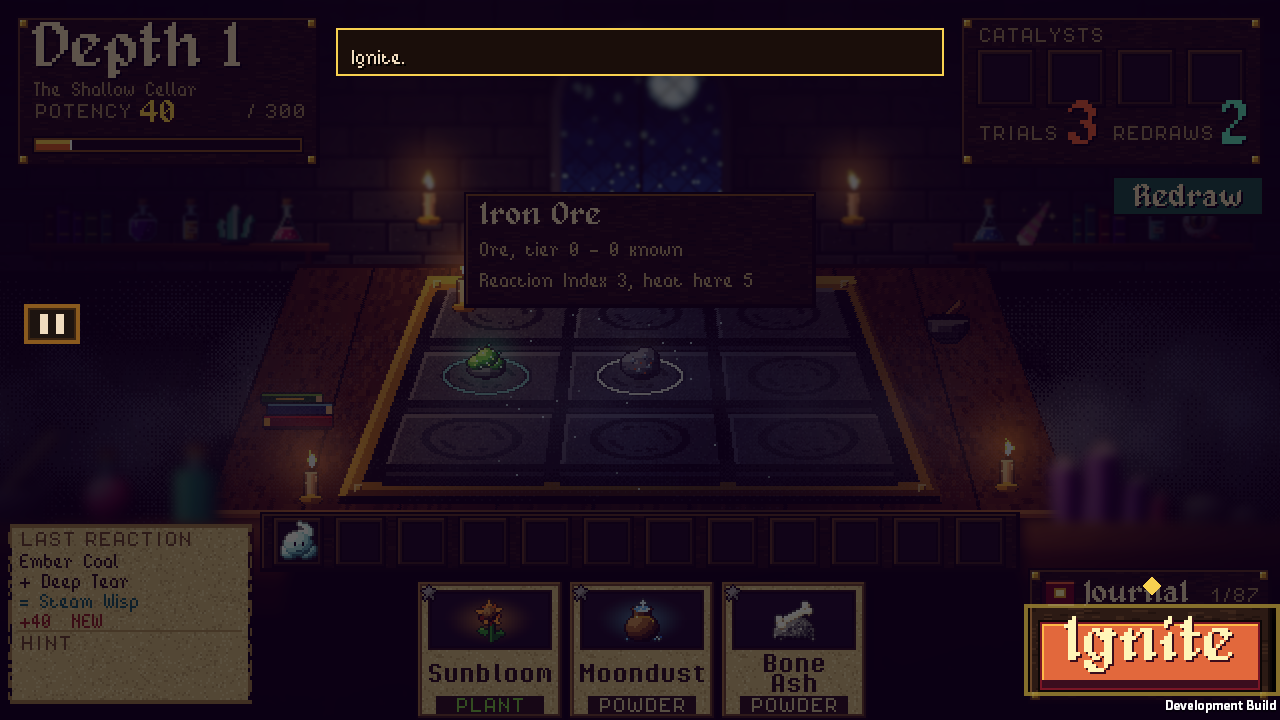 Depth 1
The Shallow Cellar
POTENCY 40 / 300
Ignite.
CATALYSTS
TRIALS 3 REDRAWS 2
Redraw
Iron Ore
Ore, tier 0 - 0 known
Reaction Index 3, heat here 5
LAST REACTION
Ember Coal
+ Deep Tear
= Steam Wisp
+40 NEW
HINT
Sunbloom
PLANT
Moondust
POWDER
Bone
Ash
POWDER
Journal 1/87
Ignite
Development Build